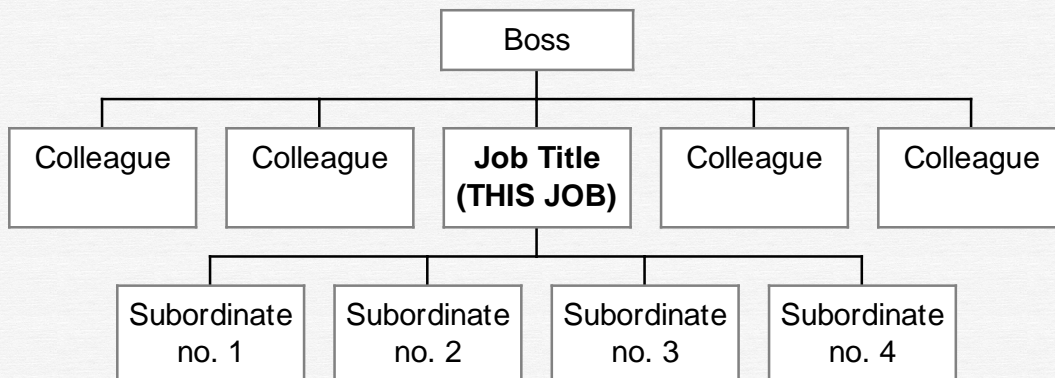 Boss
Colleague
Colleague
Job Title
(THIS JOB)
Colleague
Colleague
Subordinate
no. 1
Subordinate
no. 2
Subordinate
no. 3
Subordinate
no. 4